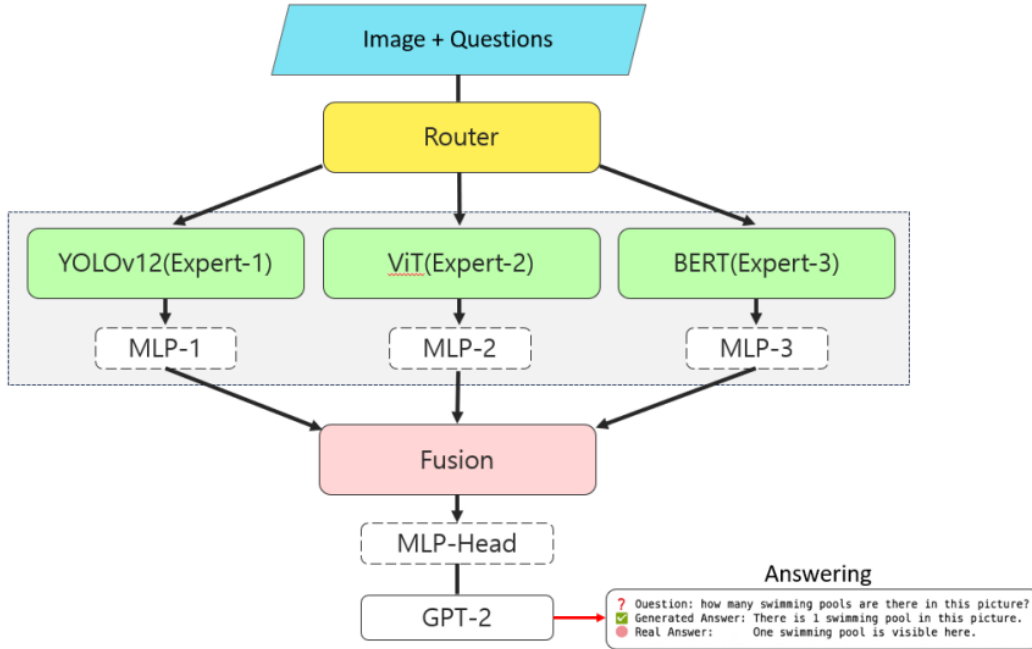 Image + Questions
Router
YOLOv12(Expert-1)
ViT(Expert-2)
BERT(Expert-3)
MLP-1
MLP-2
MLP-3
Fusion
MLP-Head
GPT-2
Answering
❓ Question: how many swimming pools are there in this picture?
✅ Generated Answer: There is 1 swimming pool in this picture.
🔴 Real Answer: One swimming pool is visible here.